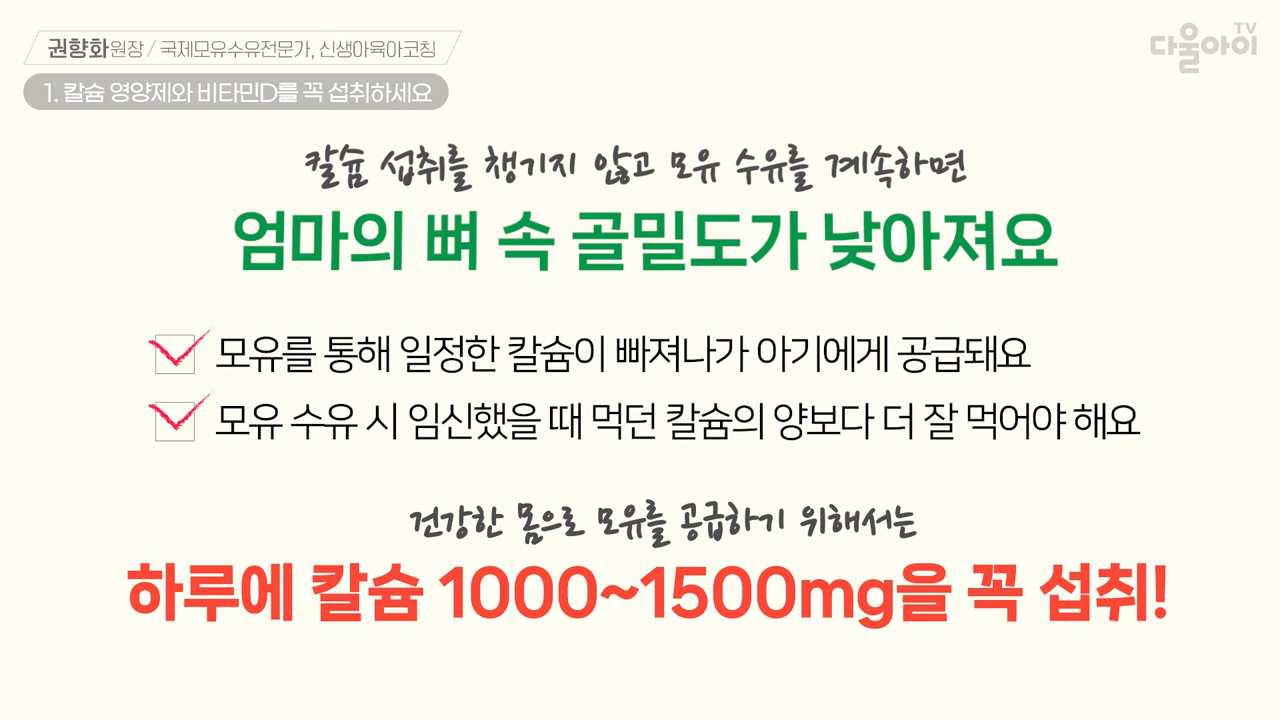 권향화원장 / 국제모유수유전문가, 신생아육아코칭
다울아이 TV
1. 칼슘 영양제와 비타민D를 꼭 섭취하세요
칼슘 섭취를 챙기지 않고 모유 수유를 계속하면
엄마의 뼈 속 골밀도가 낮아져요
모유를 통해 일정한 칼슘이 빠져나가 아기에게 공급돼요
모유 수유 시 임신했을 때 먹던 칼슘의 양보다 더 잘 먹어야 해요
건강한 몸으로 모유를 공급하기 위해서는
하루에 칼슘 1000~1500mg을 꼭 섭취!